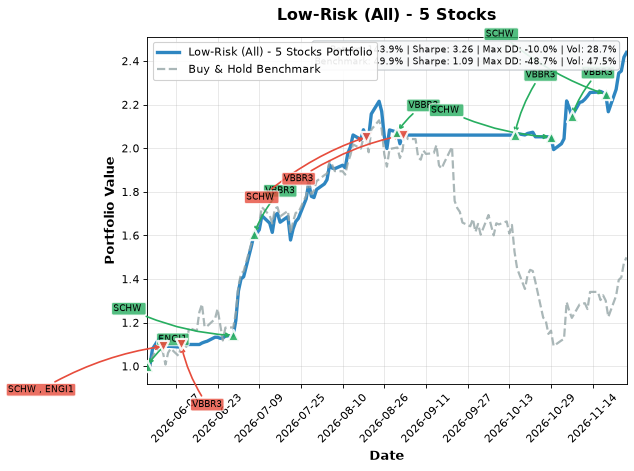 Low-Risk (All) - 5 Stocks
SCHW
Low-Risk (All) - 5 Stocks Portfolio
Buy & Hold Benchmark
3.9% | Sharpe: 3.26 | Max DD: -10.0% | Vol: 28.7%
Benchmark: 49.9% | Sharpe: 1.09 | Max DD: -48.7% | Vol: 47.5%
VBBR3
VBBR3
VBBR3
SCHW
VBBR3
VBBR3
SCHW
SCHW
ENGI1
SCHW , ENGI1
VBBR3
Portfolio Value
2.4
2.2
2.0
1.8
1.6
1.4
1.2
1.0
2026-06-07
2026-06-23
2026-07-09
2026-07-25
2026-08-10
2026-08-26
2026-09-11
2026-09-27
2026-10-13
2026-10-29
2026-11-14
Date